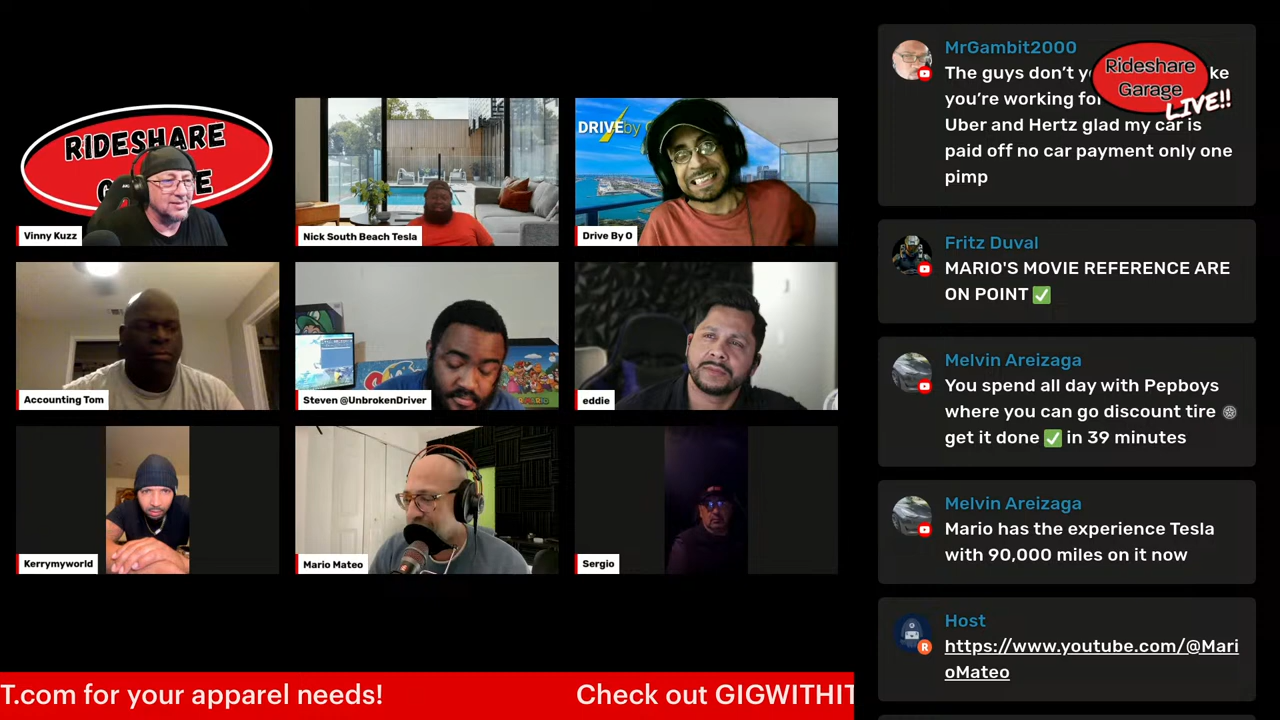 RIDESHARE
Vinny Kuzz
Nick South Beach Tesla
DRIVEby
Drive By O
Accounting Tom
Steven @UnbrokenDriver
eddie
Kerrymyworld
Mario Mateo
Sergio
T.com for your apparel needs!
Check out GIGWITHIT
Rideshare
Garage
LIVE!!
MrGambit2000
The guys don’t
you’re working for
Uber and Hertz glad my car is
paid off no car payment only one
pimp
Fritz Duval
MARIO'S MOVIE REFERENCE ARE
ON POINT ✅
Melvin Areizaga
You spend all day with Pepboys
where you can go discount tire 🛞
get it done ✅ in 39 minutes
Melvin Areizaga
Mario has the experience Tesla
with 90,000 miles on it now
Host
https://www.youtube.com/@Mari
oMateo